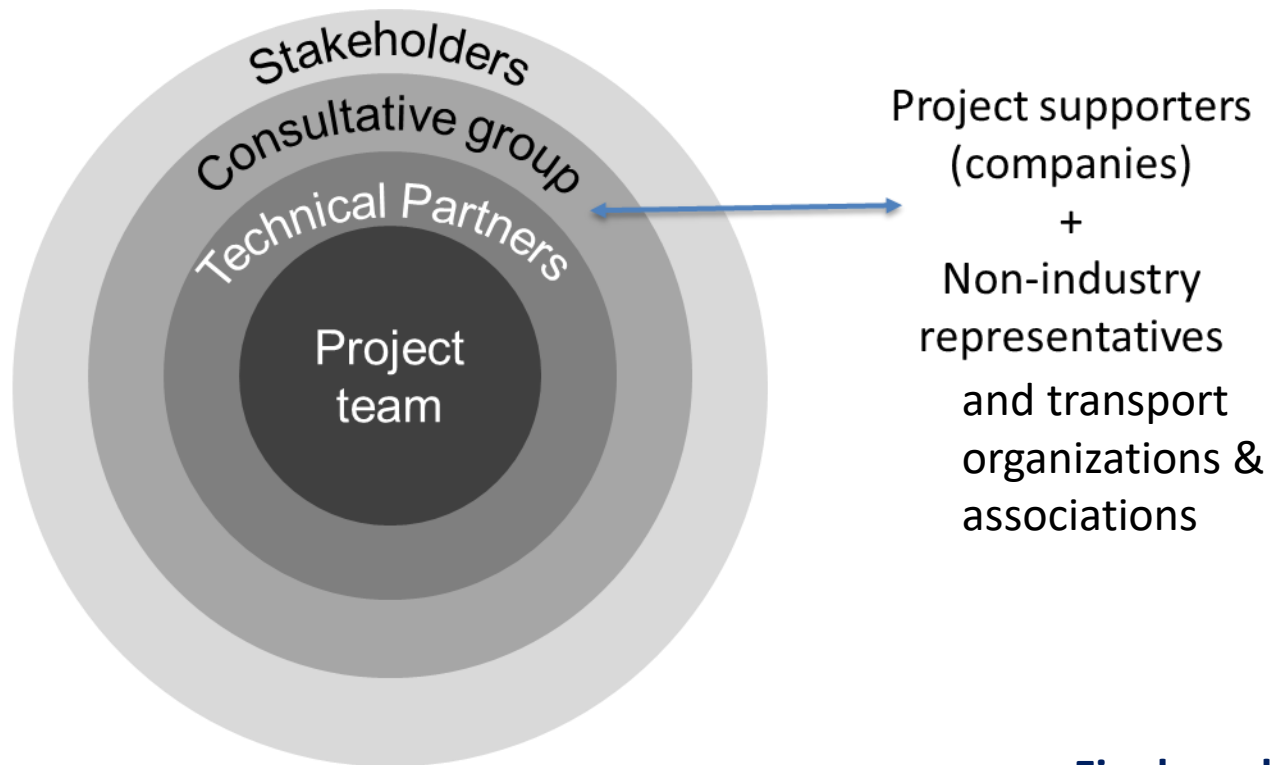 Stakeholders
Consultative group
Technical Partners
Project
team
Project supporters
(companies)
+
Non-industry
representatives
and transport
organizations &
associations